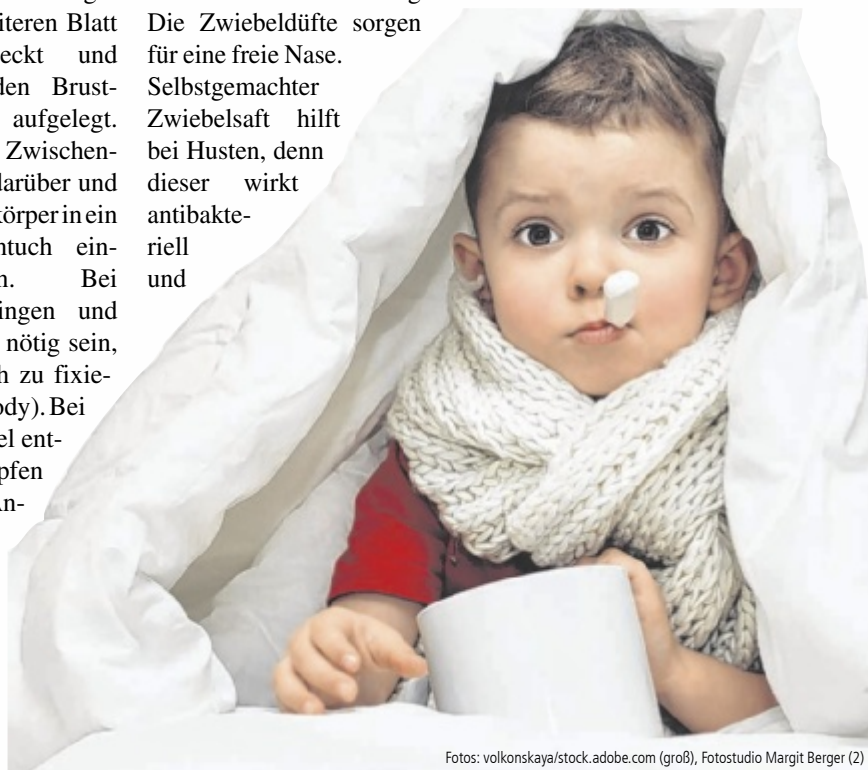 iteren Blatt
eckt und
den Brust-
aufgelegt.
Zwischen-
darüber und
körper in ein
ntuch ein-
n. Bei
ingen und
nötig sein,
h zu fixie-
ody). Bei
el ent-
pfen
An-
Die Zwiebeldüfte sorgen
für eine freie Nase.
Selbstgemachter
Zwiebelsaft hilft
bei Husten, denn
dieser wirkt
antibakte-
riell
und
Fotos: volkonskaya/stock.adobe.com (groß), Fotostudio Margit Berger (2)